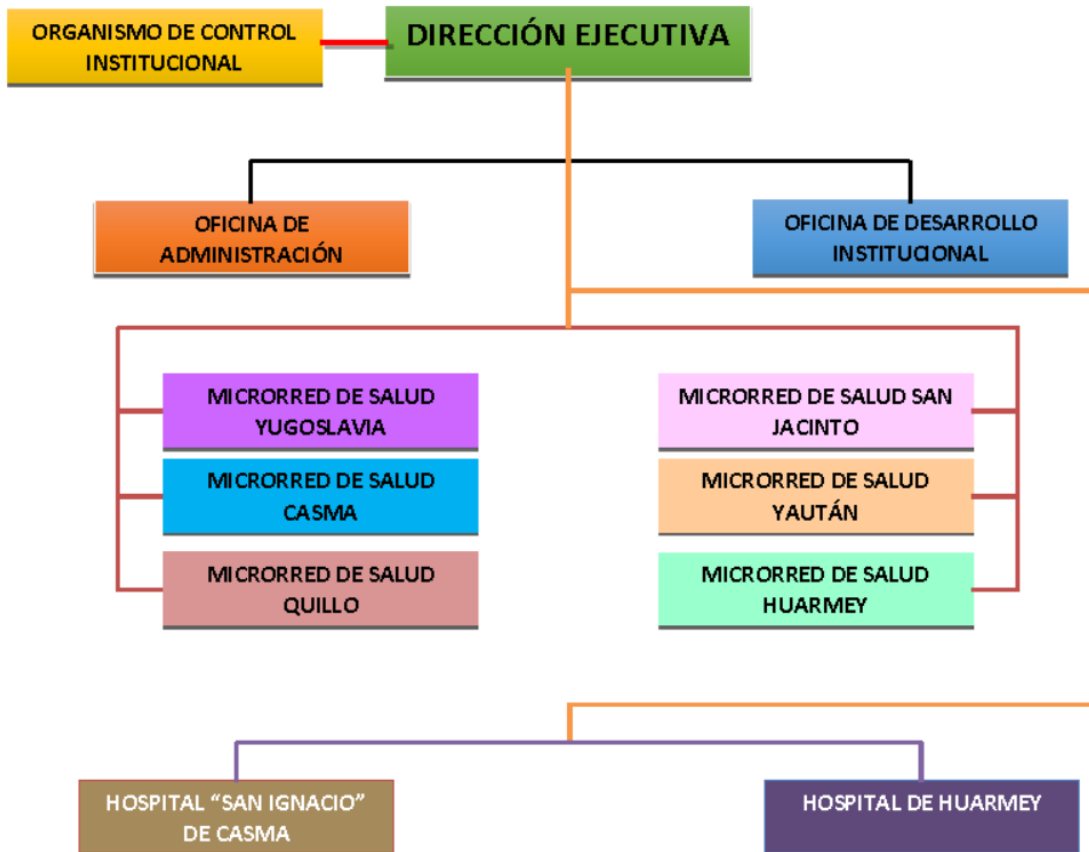 ORGANISMO DE CONTROL
INSTITUCIONAL
DIRECCIÓN EJECUTIVA
OFICINA DE
ADMINISTRACIÓN
OFICINA DE DESARROLLO
INSTITUCIONAL
MICRORRED DE SALUD
YUGOSLAVIA
MICRORRED DE SALUD SAN
JACINTO
MICRORRED DE SALUD
CASMA
MICRORRED DE SALUD
YAUTÁN
MICRORRED DE SALUD
QUILLO
MICRORRED DE SALUD
HUARMEY
HOSPITAL “SAN IGNACIO”
DE CASMA
HOSPITAL DE HUARMEY